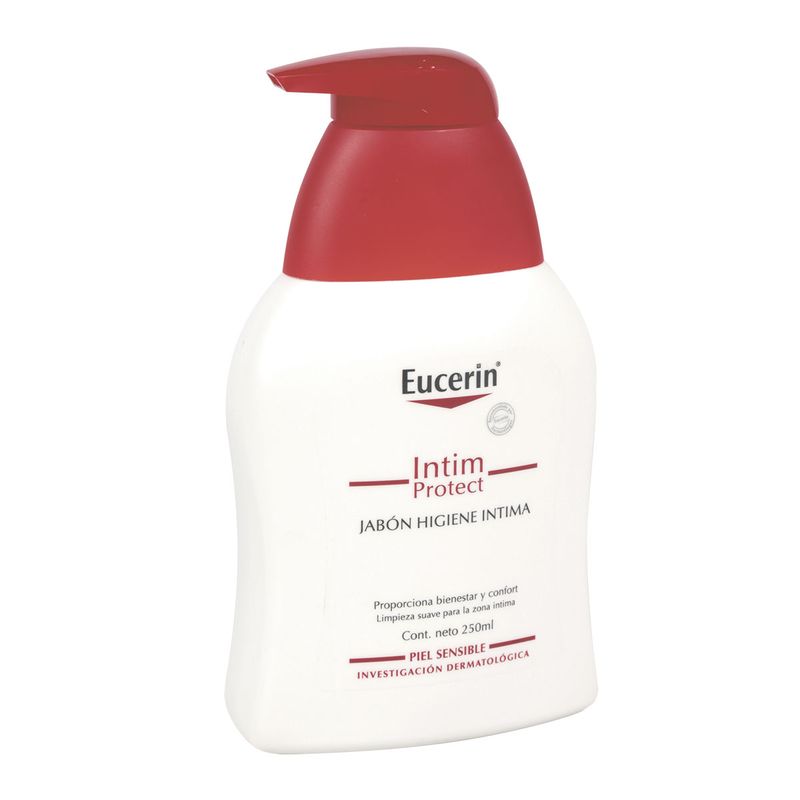 Eucerin®
Intim
Protect
JABÓN HIGIENE INTIMA
Proporciona bienestar y confort
Limpieza suave para la zona intima
Cont. neto 250ml
PIEL SENSIBLE
INVESTIGACIÓN DERMATOLÓGICA